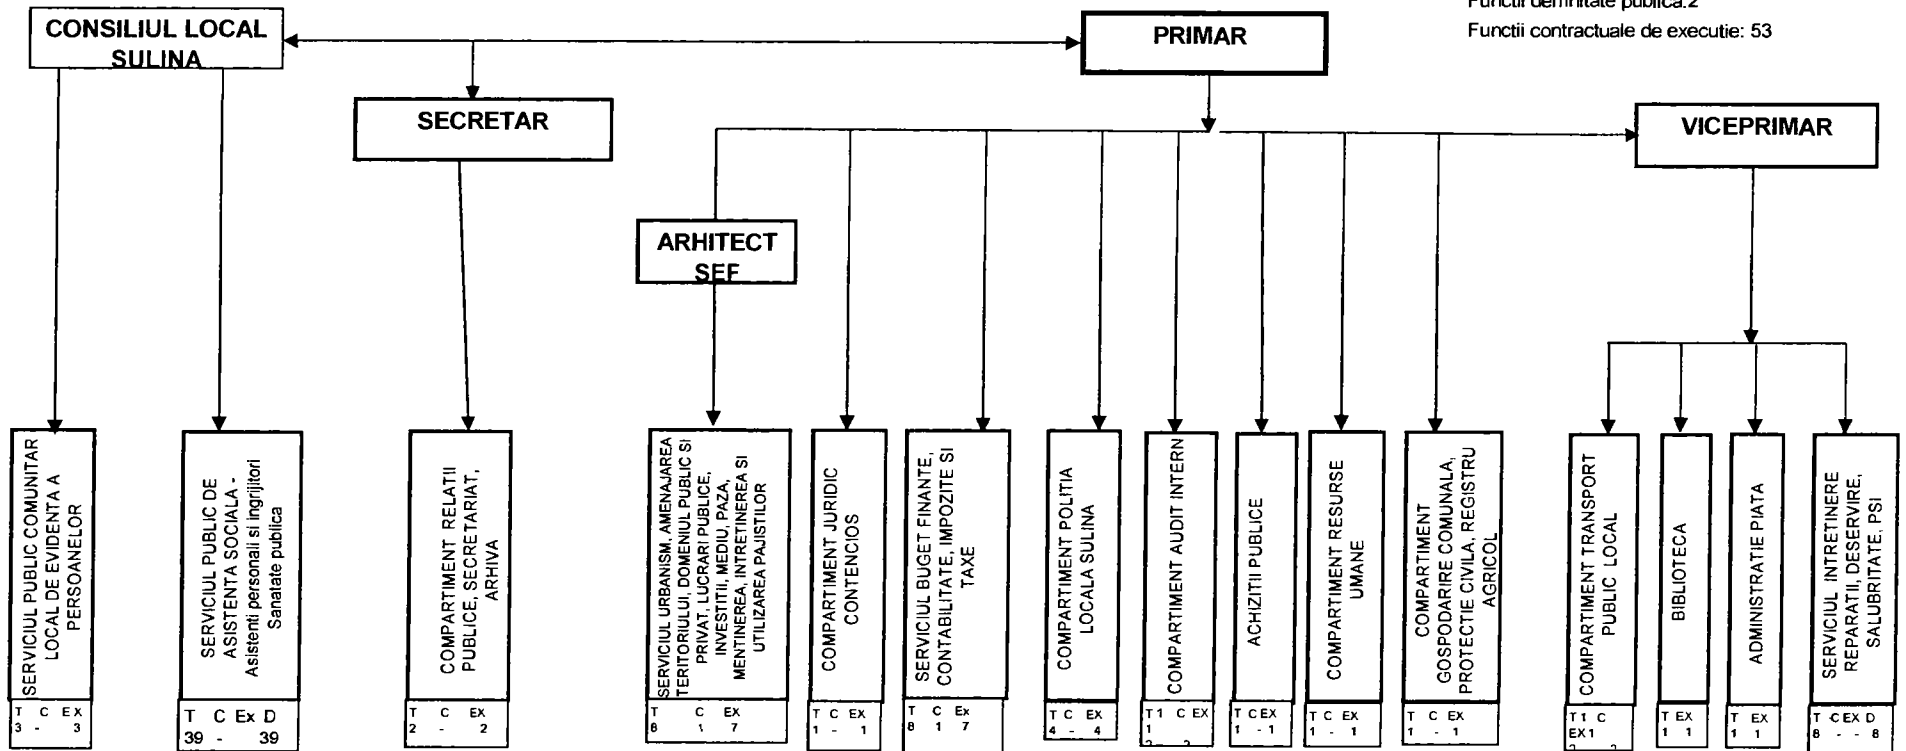 Functii demnitate publica:2
Functii contractuale de executie: 53
CONSILIUL LOCAL
SULINA
PRIMAR
SECRETAR
VICEPRIMAR
ARHITECT
SEF
SERVICIUL PUBLIC COMUNITAR
LOCAL DE EVIDENTA A
PERSOANELOR
T C EX
3 - 3
SERVICIUL PUBLIC DE
ASISTENTA SOCIALA -
Asistenti personali si ingrijitori
Sanatate publica
T C Ex D
39 - 39
COMPARTIMENT RELATII
PUBLICE, SECRETARIAT,
ARHIVA
T C EX
2 - 2
SERVICIUL URBANISM, AMENAJAREA
TERITORIULUI, DOMENIUL PUBLIC SI
PRIVAT, LUCRARI PUBLICE,
INVESTITII, MEDIU, PAZA,
MENTINEREA, INTRETINEREA SI
UTILIZAREA PAJISTILOR
T C EX
8 1 7
COMPARTIMENT JURIDIC
CONTENCIOS
T C EX
1 - 1
SERVICIUL BUGET FINANTE,
CONTABILITATE, IMPOZITE SI
TAXE
T C Ex
8 1 7
COMPARTIMENT POLITIA
LOCALA SULINA
T C EX
4 - 4
COMPARTIMENT AUDIT INTERN
T 1 C EX
1
ACHIZITII PUBLICE
T C EX
1 - 1
COMPARTIMENT RESURSE
UMANE
T C EX
1 - 1
COMPARTIMENT
GOSPODARIRE COMUNALA,
PROTECTIE CIVILA, REGISTRU
AGRICOL
T C EX
1 - 1
COMPARTIMENT TRANSPORT
PUBLIC LOCAL
T 1 C
EX 1
BIBLIOTECA
T EX
1 1
ADMINISTRATIE PIATA
T EX
1 1
SERVICIUL INTRETINERE
REPARATII, DESERVIRE,
SALUBRITATE, PSI
T C EX D
8 - - 8